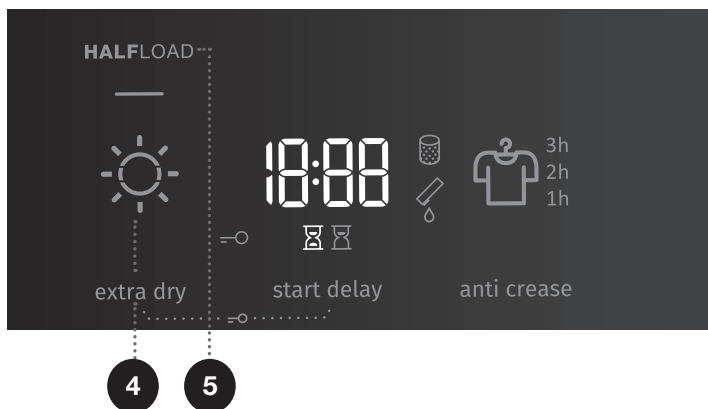 HALFLOAD
18:88
3h
2h
1h
extra dry
start delay
anti crease
4
5